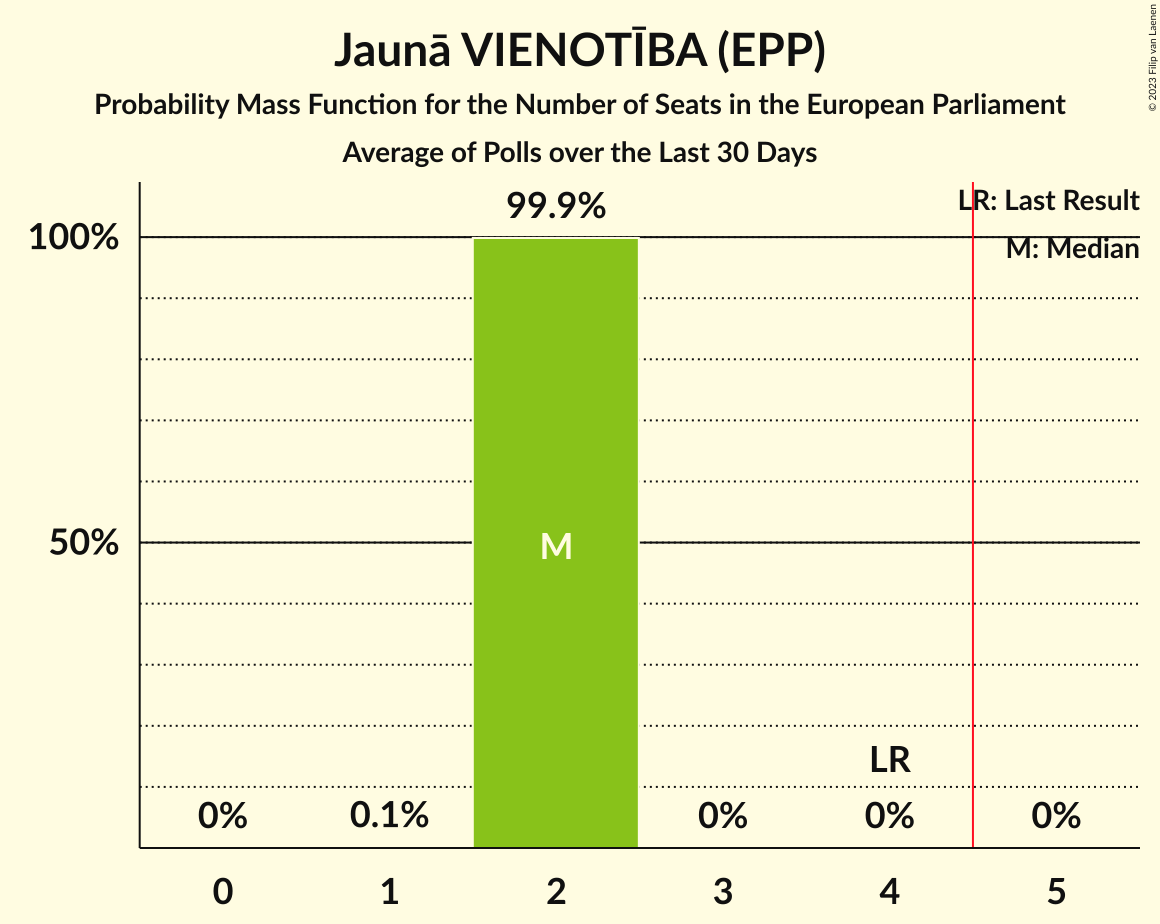 Jaunā VIENOTĪBA (EPP)
Probability Mass Function for the Number of Seats in the European Parliament
Average of Polls over the Last 30 Days
© 2023 Filip van Laenen
LR: Last Result
M: Median
99.9%
100%
50%
M
LR
0%
0.1%
0%
0%
0%
0
1
2
3
4
5